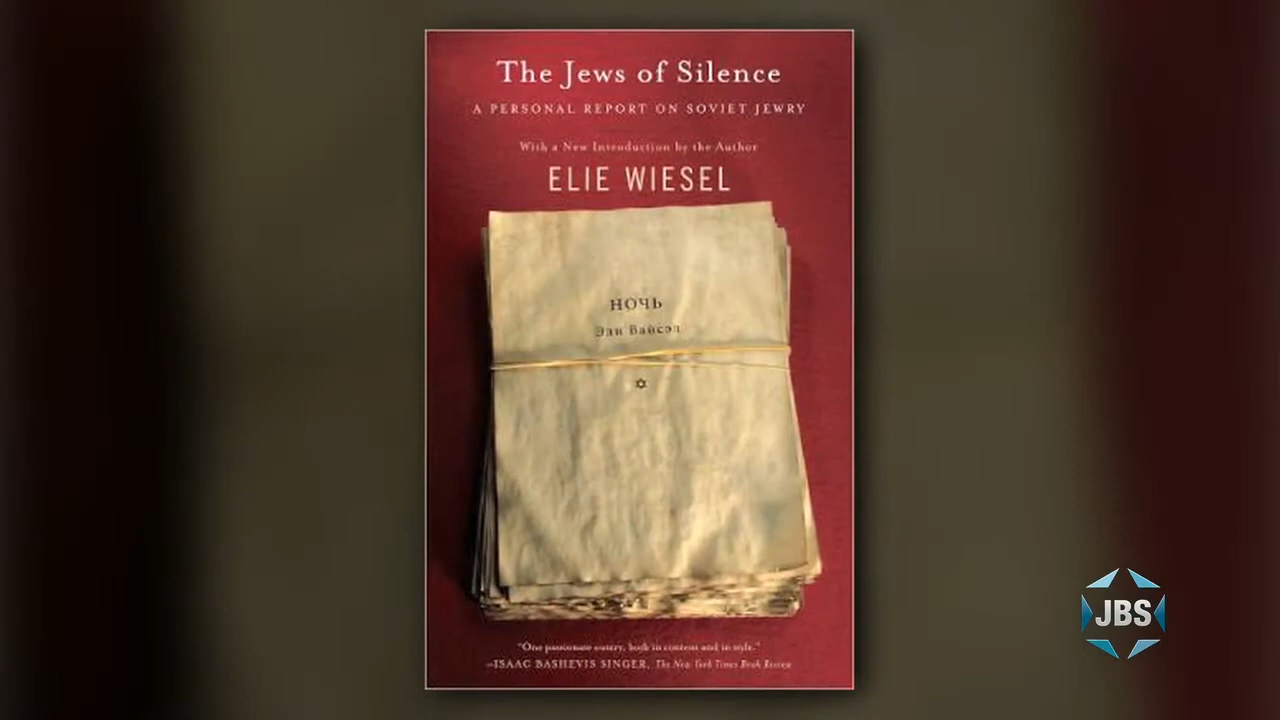 The Jews of Silence
A PERSONAL REPORT ON SOVIET JEWRY
With a New Introduction by the Author
ELIE WIESEL
НОЧЬ
Эли Вайсэл
"One passionate outcry, both in content and in style."
–ISAAC BASHEVIS SINGER, The New York Times Book Review
JBS